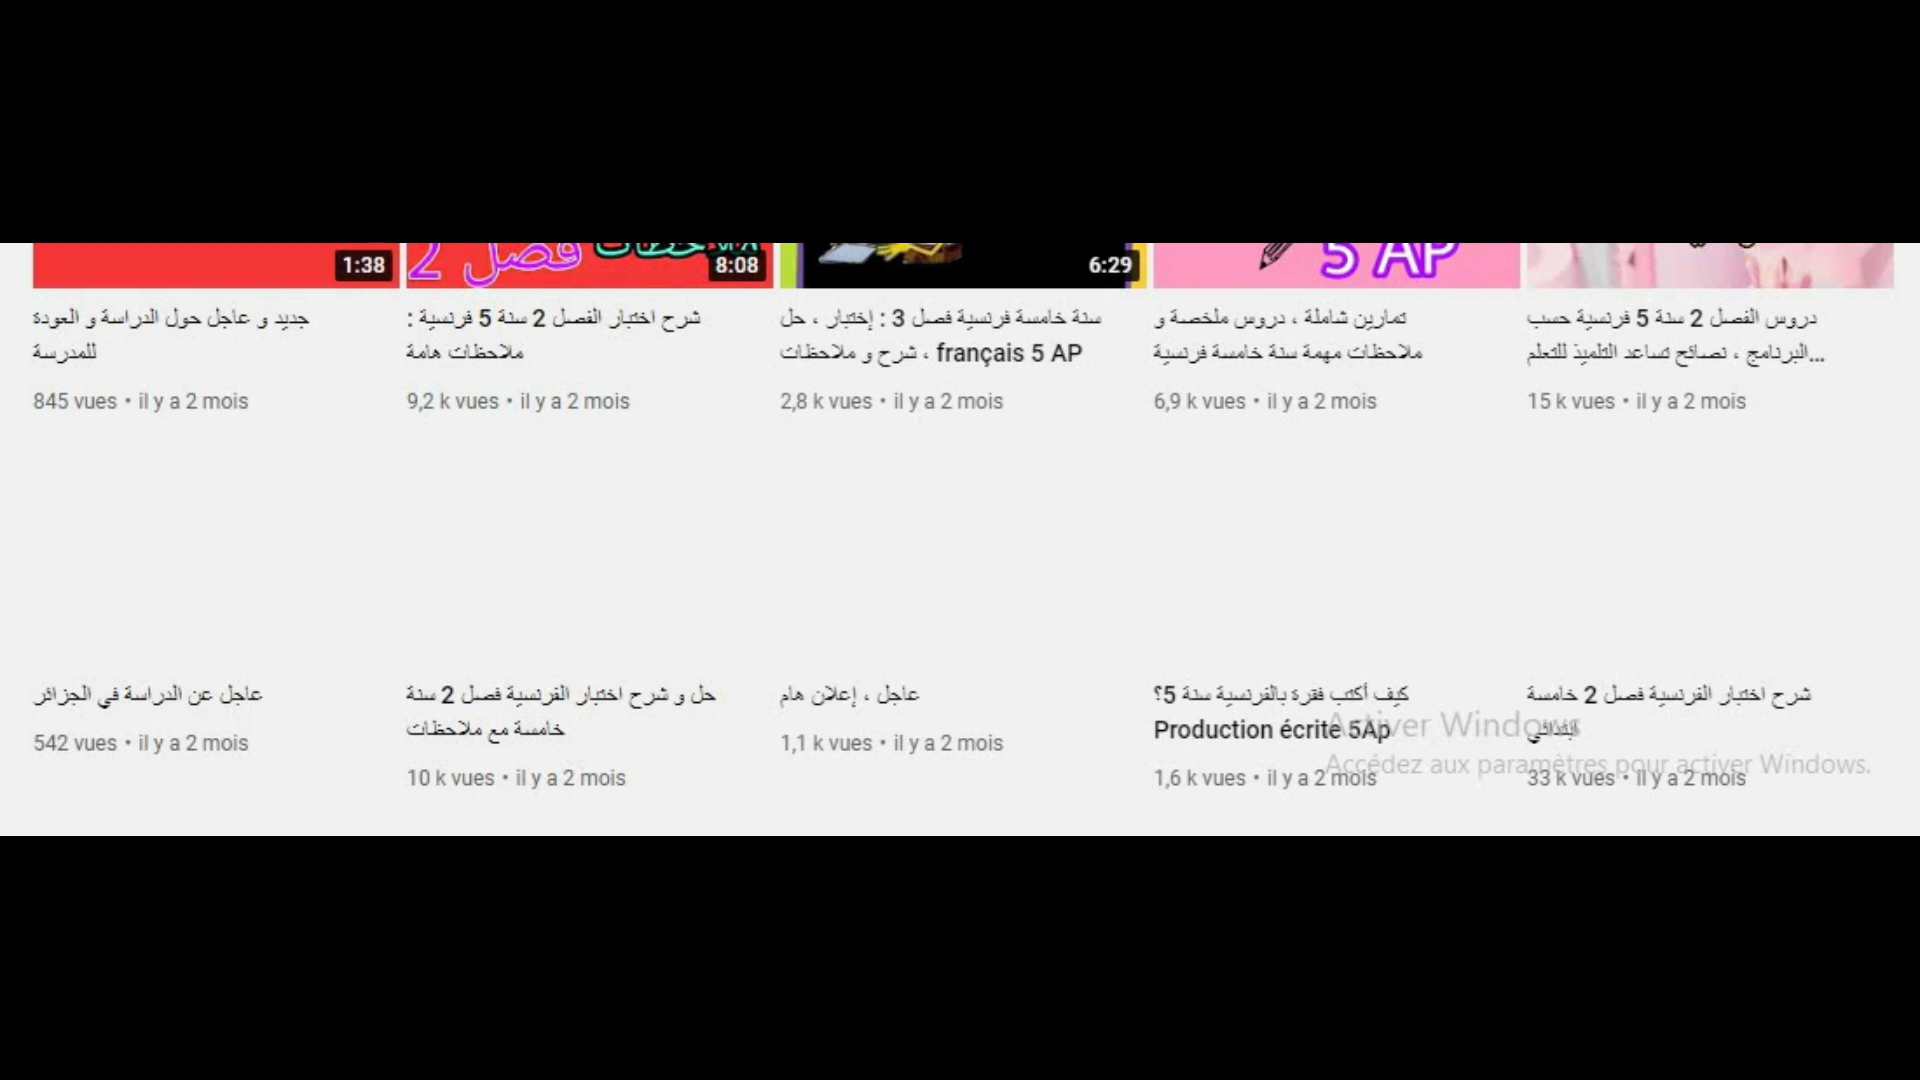 1:38
فصل 2
8:08
6:29
5 AP
جديد و عاجل حول الدراسة و العودة
للمدرسة
845 vues • il y a 2 mois
شرح اختبار الفصل 2 سنة 5 فرنسية :
ملاحظات هامة
9,2 k vues • il y a 2 mois
سنة خامسة فرنسية فصل 3 : إختبار ، حل
، شرح و ملاحظات français 5 AP
2,8 k vues • il y a 2 mois
تمارين شاملة ، دروس ملخصة و
ملاحظات مهمة سنة خامسة فرنسية
6,9 k vues • il y a 2 mois
دروس الفصل 2 سنة 5 فرنسية حسب
البرنامج ، نصائح تساعد التلميذ للتعلم...
15 k vues • il y a 2 mois
عاجل عن الدراسة في الجزائر
542 vues • il y a 2 mois
حل و شرح اختبار الفرنسية فصل 2 سنة
خامسة مع ملاحظات
10 k vues • il y a 2 mois
عاجل ، إعلان هام
1,1 k vues • il y a 2 mois
كيف أكتب فقرة بالفرنسية سنة 5؟
Production écrite 5Ap
1,6 k vues • il y a 2 mois
شرح اختبار الفرنسية فصل 2 خامسة
ابتدائي
33 k vues • il y a 2 mois
Activer Windows
Accédez aux paramètres pour activer Windows.